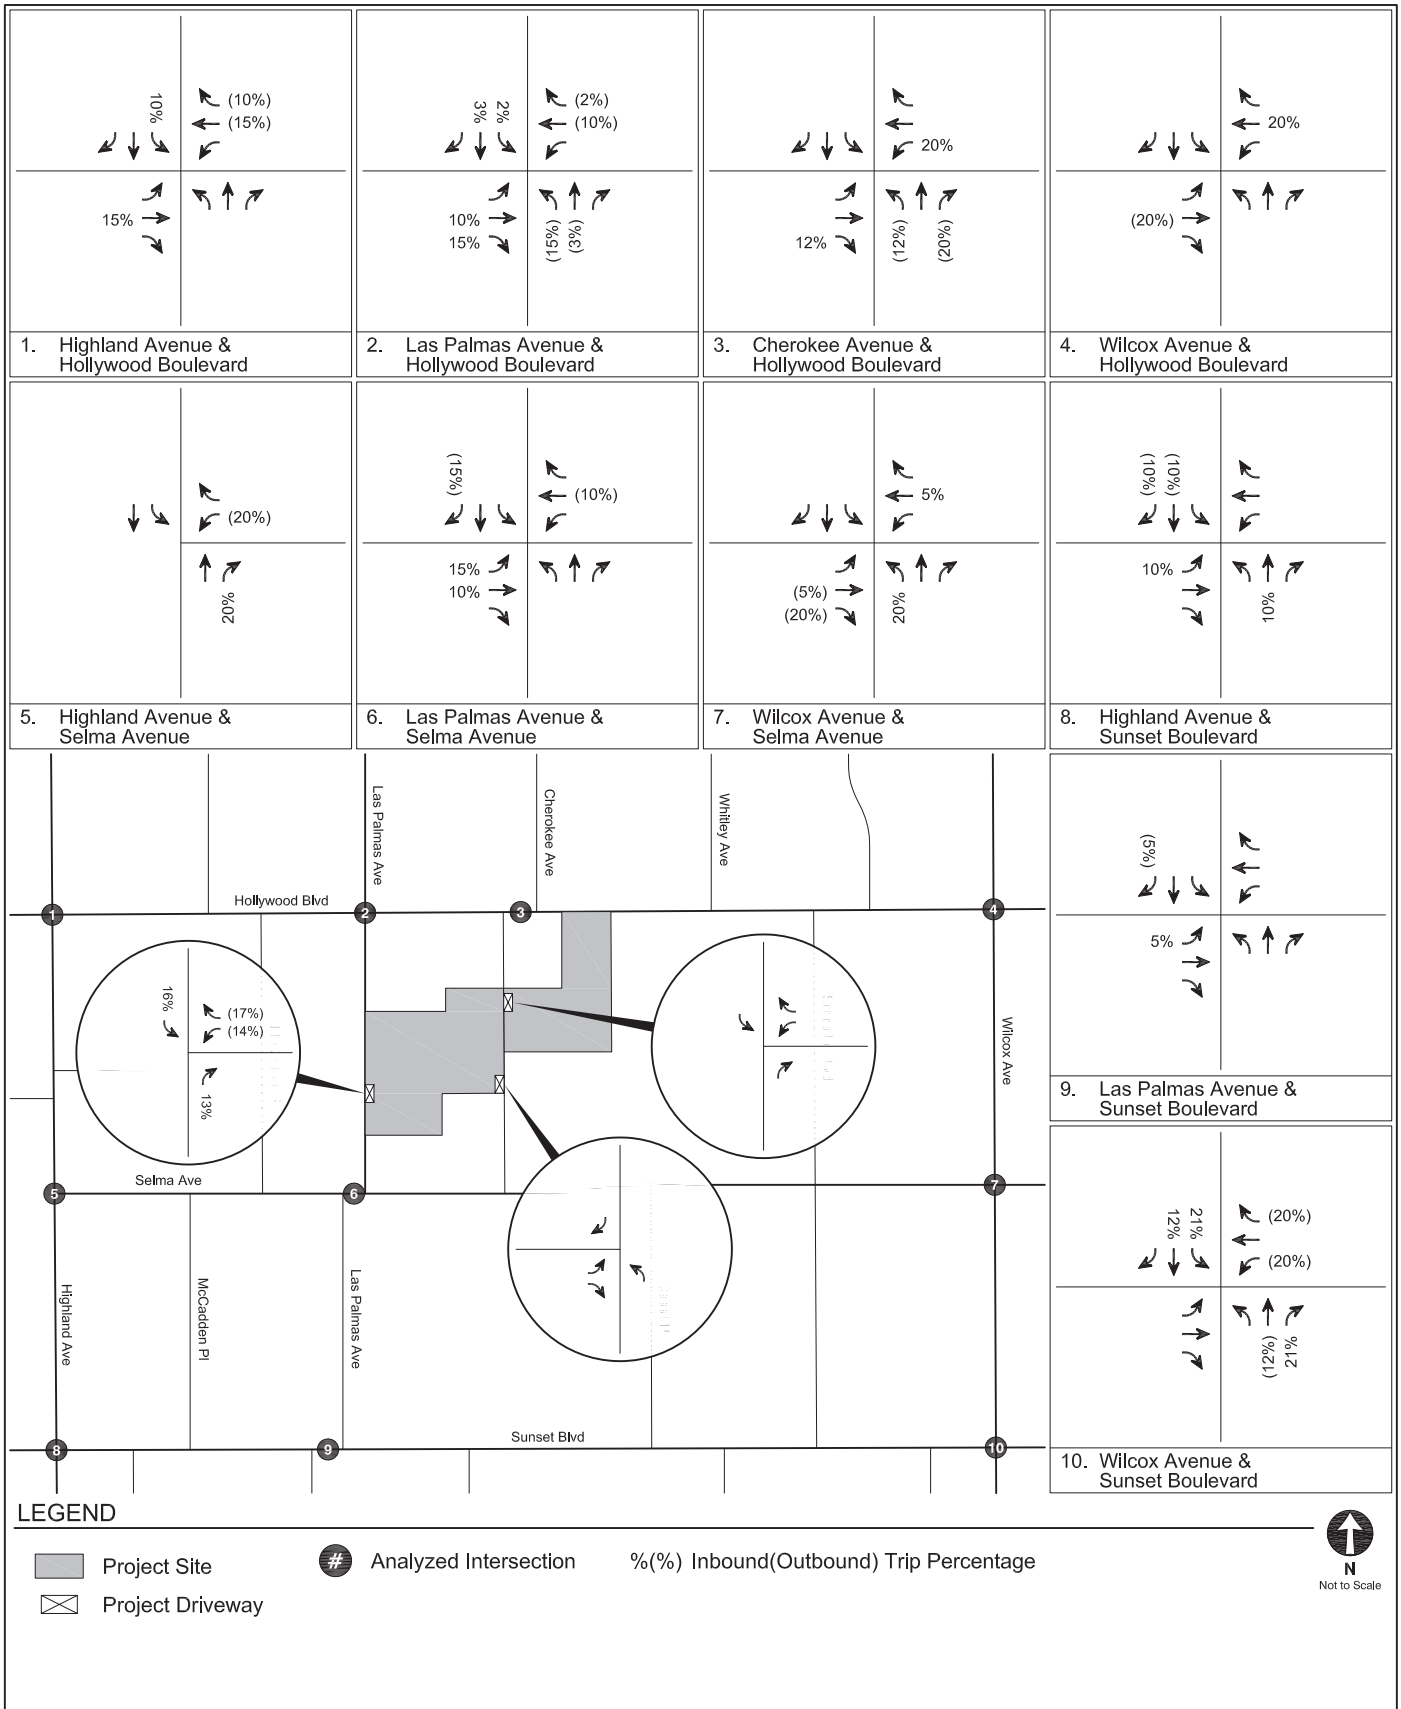 10%
(10%)
(15%)
15%
1. Highland Avenue &
Hollywood Boulevard
3%
2%
(2%)
(10%)
10%
15%
(15%)
(3%)
2. Las Palmas Avenue &
Hollywood Boulevard
20%
12%
(12%)
(20%)
3. Cherokee Avenue &
Hollywood Boulevard
20%
(20%)
4. Wilcox Avenue &
Hollywood Boulevard
(20%)
20%
5. Highland Avenue &
Selma Avenue
(15%)
(10%)
15%
10%
6. Las Palmas Avenue &
Selma Avenue
5%
(5%)
(20%)
20%
7. Wilcox Avenue &
Selma Avenue
(10%)
(10%)
10%
10%
8. Highland Avenue &
Sunset Boulevard
Las Palmas Ave
Cherokee Ave
Whitley Ave
Hollywood Blvd
1
2
3
4
16%
(17%)
(14%)
13%
Wilcox Ave
Selma Ave
5
6
7
Highland Ave
McCadden Pl
Las Palmas Ave
Sunset Blvd
8
9
10
(5%)
5%
9. Las Palmas Avenue &
Sunset Boulevard
12%
21%
(20%)
(20%)
(12%)
21%
10. Wilcox Avenue &
Sunset Boulevard
LEGEND
Project Site
# Analyzed Intersection
%(%) Inbound(Outbound) Trip Percentage
Project Driveway
N
Not to Scale